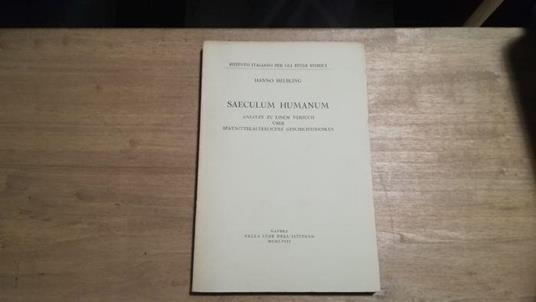 ISTITUTO ITALIANO PER GLI STUDI STORICI
HANNO HELBLING
SAECULUM HUMANUM
ANSÄTZE ZU EINEM VERSUCH
ÜBER
SPÄTMITTELALTERLICHES GESCHICHTSDENKEN
NAPOLI
NELLA SEDE DELL'ISTITUTO
MCMLVIII